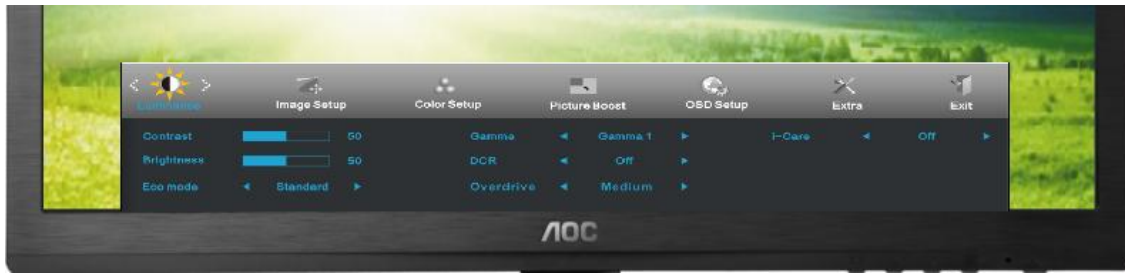 Luminance
Image Setup
Color Setup
Picture Boost
OSD Setup
Extra
Exit
Contrast 50 Gamma Gamma 1 i-Care Off
Brightness 50 DCR Off
Eco mode Standard Overdrive Medium
AOC